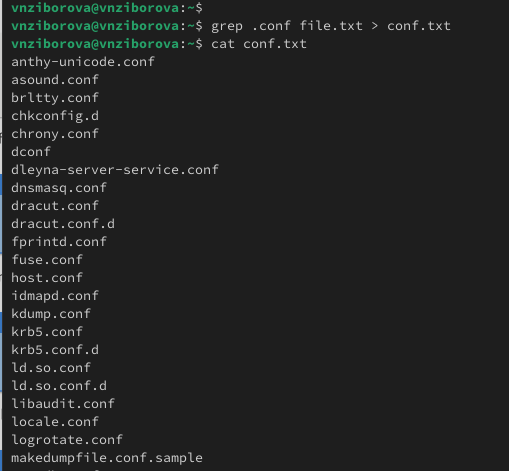 vnziborova@vnziborova:~$
vnziborova@vnziborova:~$ grep .conf file.txt > conf.txt
vnziborova@vnziborova:~$ cat conf.txt
anthy-unicode.conf
asound.conf
brltty.conf
chkconfig.d
chrony.conf
dconf
dleyna-server-service.conf
dnsmasq.conf
dracut.conf
dracut.conf.d
fprintd.conf
fuse.conf
host.conf
idmapd.conf
kdump.conf
krb5.conf
krb5.conf.d
ld.so.conf
ld.so.conf.d
libaudit.conf
locale.conf
logrotate.conf
makedumpfile.conf.sample